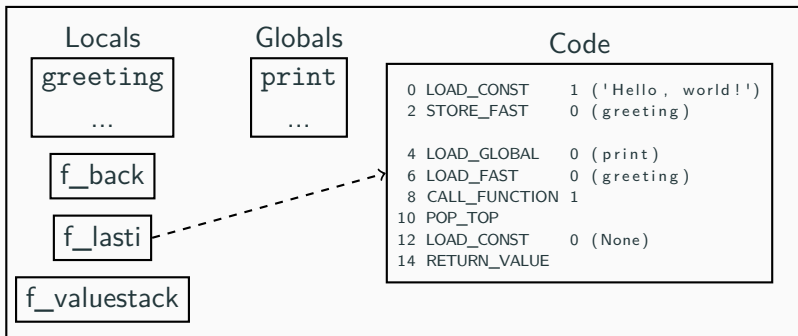 Locals
greeting
...
Globals
print
...
f_back
f_lasti
f_valuestack
Code
0 LOAD_CONST 1 ('Hello, world!')
2 STORE_FAST 0 (greeting)
4 LOAD_GLOBAL 0 (print)
6 LOAD_FAST 0 (greeting)
8 CALL_FUNCTION 1
10 POP_TOP
12 LOAD_CONST 0 (None)
14 RETURN_VALUE